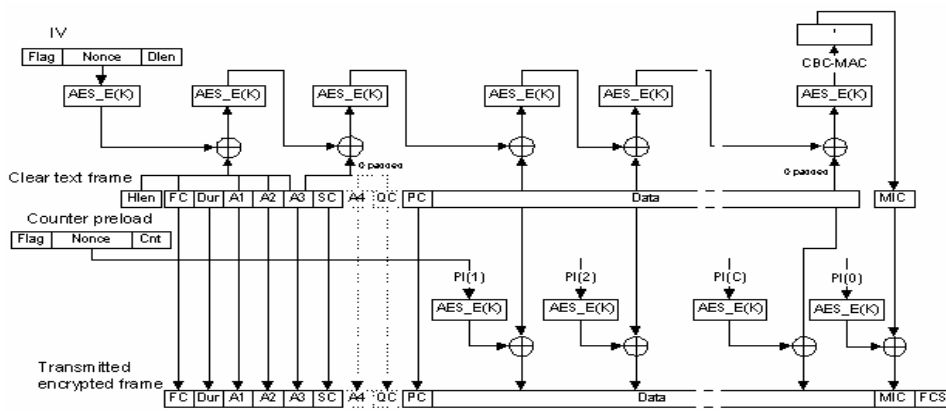 IV
Flag Nonce Dlen
CBC-MAC
AES_E(K) AES_E(K) AES_E(K) AES_E(K) AES_E(K) AES_E(K)
0 passed 0 passed
Clear text frame
Hlen FC Dur A1 A2 A3 SC A4 QC PC Data MIC
Counter preload
Flag Nonce Cnt
PI(1) PI(2) PI(C) PI(0)
AES_E(K) AES_E(K) AES_E(K) AES_E(K)
Transmitted
encrypted frame
FC Dur A1 A2 A3 SC A4 QC PC Data MIC FCS